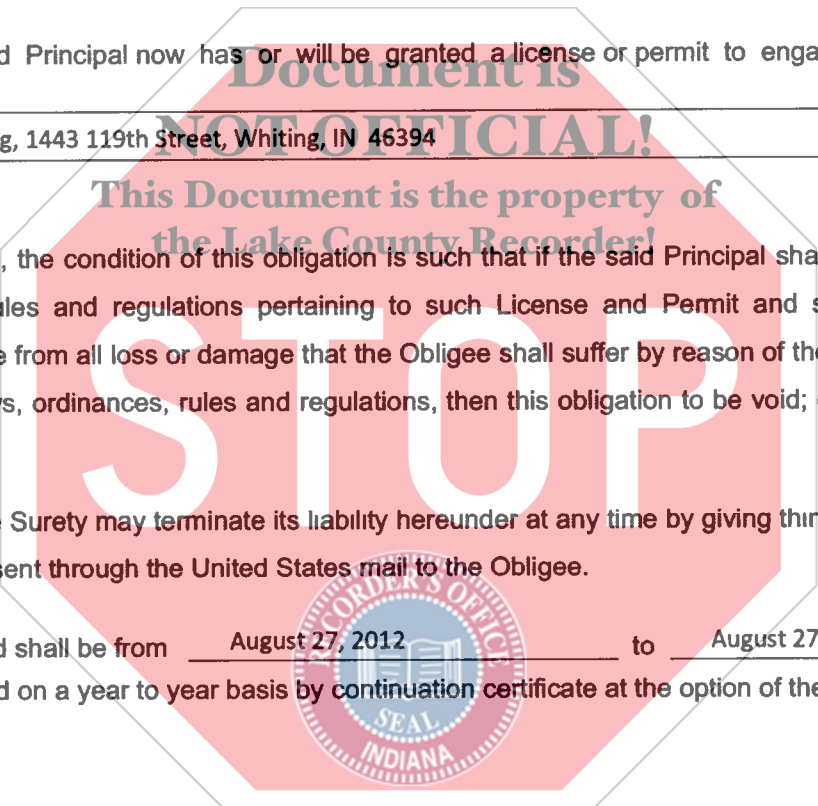 d Principal now has or will be granted a license or permit to enga
Document is
g, 1443 119th Street, Whiting, IN 46394
NOT OFFICIAL!
This Document is the property of
the Lake County Recorder!
, the condition of this obligation is such that if the said Principal sha
les and regulations pertaining to such License and Permit and s
e from all loss or damage that the Obligee shall suffer by reason of the
s, ordinances, rules and regulations, then this obligation to be void;
STOP
e Surety may terminate its liability hereunder at any time by giving thir
sent through the United States mail to the Obligee.
d shall be from August 27, 2012 to August 27
d on a year to year basis by continuation certificate at the option of the
RECORDER'S OFFICE
SEAL
INDIANA